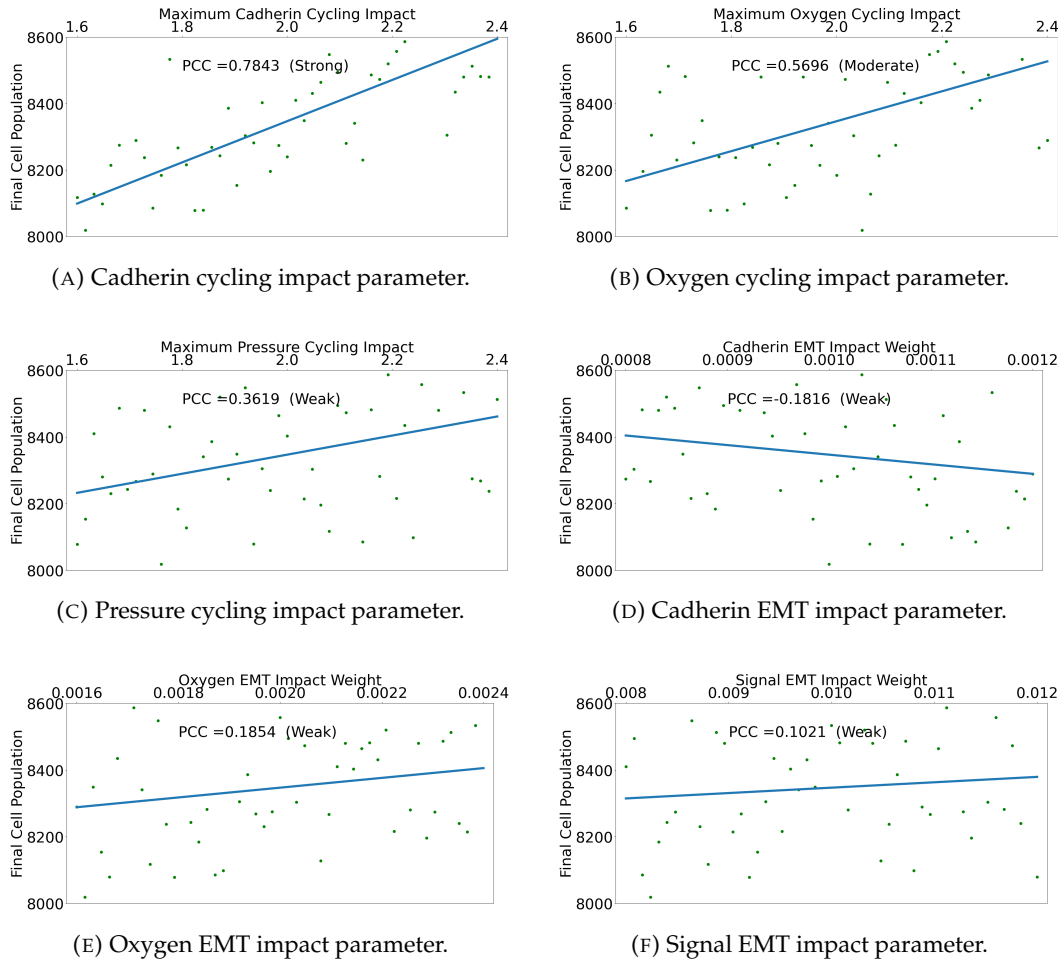 Maximum Cadherin Cycling Impact
1.6 1.8 2.0 2.2 2.4
8600
8400
8200
8000
Final Cell Population
PCC =0.7843 (Strong)
(A) Cadherin cycling impact parameter.
Maximum Oxygen Cycling Impact
1.6 1.8 2.0 2.2 2.4
8600
8400
8200
8000
Final Cell Population
PCC =0.5696 (Moderate)
(B) Oxygen cycling impact parameter.
Maximum Pressure Cycling Impact
1.6 1.8 2.0 2.2 2.4
8600
8400
8200
8000
Final Cell Population
PCC =0.3619 (Weak)
(C) Pressure cycling impact parameter.
Cadherin EMT Impact Weight
0.0008 0.0009 0.0010 0.0011 0.0012
8600
8400
8200
8000
Final Cell Population
PCC =-0.1816 (Weak)
(D) Cadherin EMT impact parameter.
Oxygen EMT Impact Weight
0.0016 0.0018 0.0020 0.0022 0.0024
8600
8400
8200
8000
Final Cell Population
PCC =0.1854 (Weak)
(E) Oxygen EMT impact parameter.
Signal EMT Impact Weight
0.008 0.009 0.010 0.011 0.012
8600
8400
8200
8000
Final Cell Population
PCC =0.1021 (Weak)
(F) Signal EMT impact parameter.